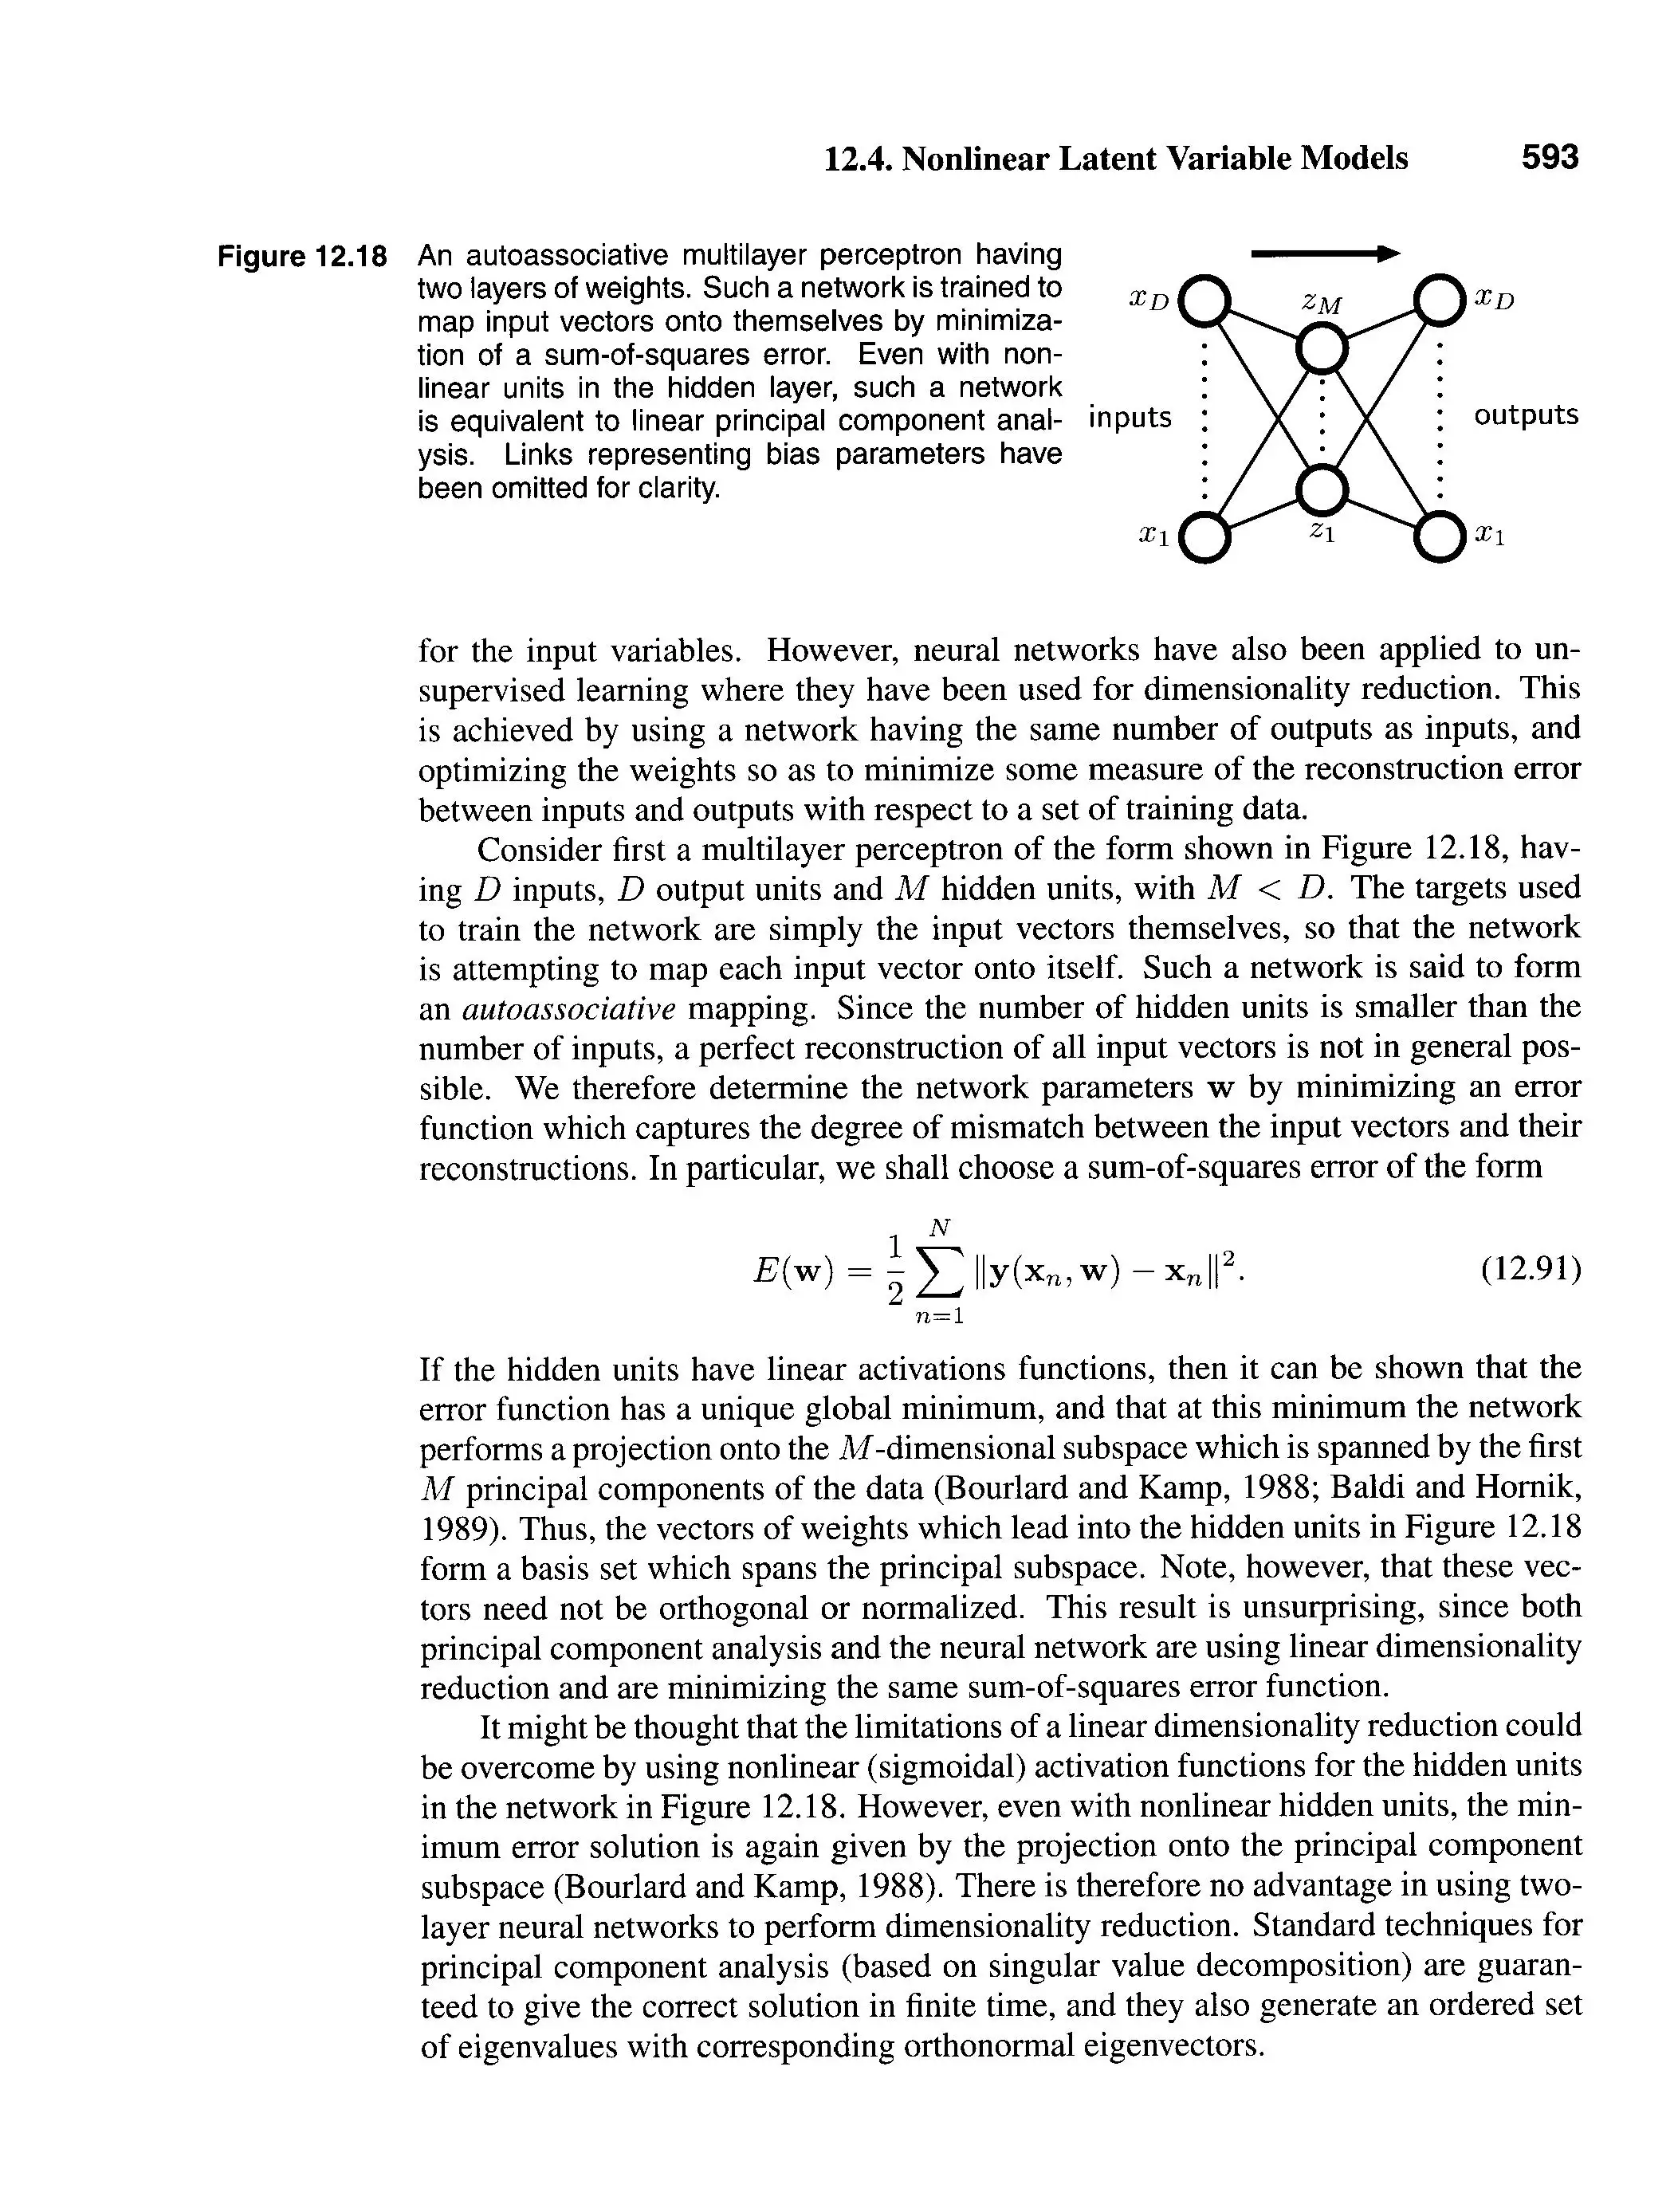 12.4. Nonlinear Latent Variable Models 593
Figure 12.18 An autoassociative multilayer perceptron having
two layers of weights. Such a network is trained to
map input vectors onto themselves by minimiza-
tion of a sum-of-squares error. Even with non-
linear units in the hidden layer, such a network
is equivalent to linear principal component anal-
ysis. Links representing bias parameters have
been omitted for clarity.
x_D z_M x_D
inputs outputs
x_1 z_1 x_1
for the input variables. However, neural networks have also been applied to un-
supervised learning where they have been used for dimensionality reduction. This
is achieved by using a network having the same number of outputs as inputs, and
optimizing the weights so as to minimize some measure of the reconstruction error
between inputs and outputs with respect to a set of training data.
Consider first a multilayer perceptron of the form shown in Figure 12.18, hav-
ing D inputs, D output units and M hidden units, with M < D. The targets used
to train the network are simply the input vectors themselves, so that the network
is attempting to map each input vector onto itself. Such a network is said to form
an autoassociative mapping. Since the number of hidden units is smaller than the
number of inputs, a perfect reconstruction of all input vectors is not in general pos-
sible. We therefore determine the network parameters w by minimizing an error
function which captures the degree of mismatch between the input vectors and their
reconstructions. In particular, we shall choose a sum-of-squares error of the form
E(w) = 1/2 ∑_{n=1}^{N} ‖y(x_n, w) − x_n‖². (12.91)
If the hidden units have linear activations functions, then it can be shown that the
error function has a unique global minimum, and that at this minimum the network
performs a projection onto the M-dimensional subspace which is spanned by the first
M principal components of the data (Bourlard and Kamp, 1988; Baldi and Hornik,
1989). Thus, the vectors of weights which lead into the hidden units in Figure 12.18
form a basis set which spans the principal subspace. Note, however, that these vec-
tors need not be orthogonal or normalized. This result is unsurprising, since both
principal component analysis and the neural network are using linear dimensionality
reduction and are minimizing the same sum-of-squares error function.
It might be thought that the limitations of a linear dimensionality reduction could
be overcome by using nonlinear (sigmoidal) activation functions for the hidden units
in the network in Figure 12.18. However, even with nonlinear hidden units, the min-
imum error solution is again given by the projection onto the principal component
subspace (Bourlard and Kamp, 1988). There is therefore no advantage in using two-
layer neural networks to perform dimensionality reduction. Standard techniques for
principal component analysis (based on singular value decomposition) are guaran-
teed to give the correct solution in finite time, and they also generate an ordered set
of eigenvalues with corresponding orthonormal eigenvectors.